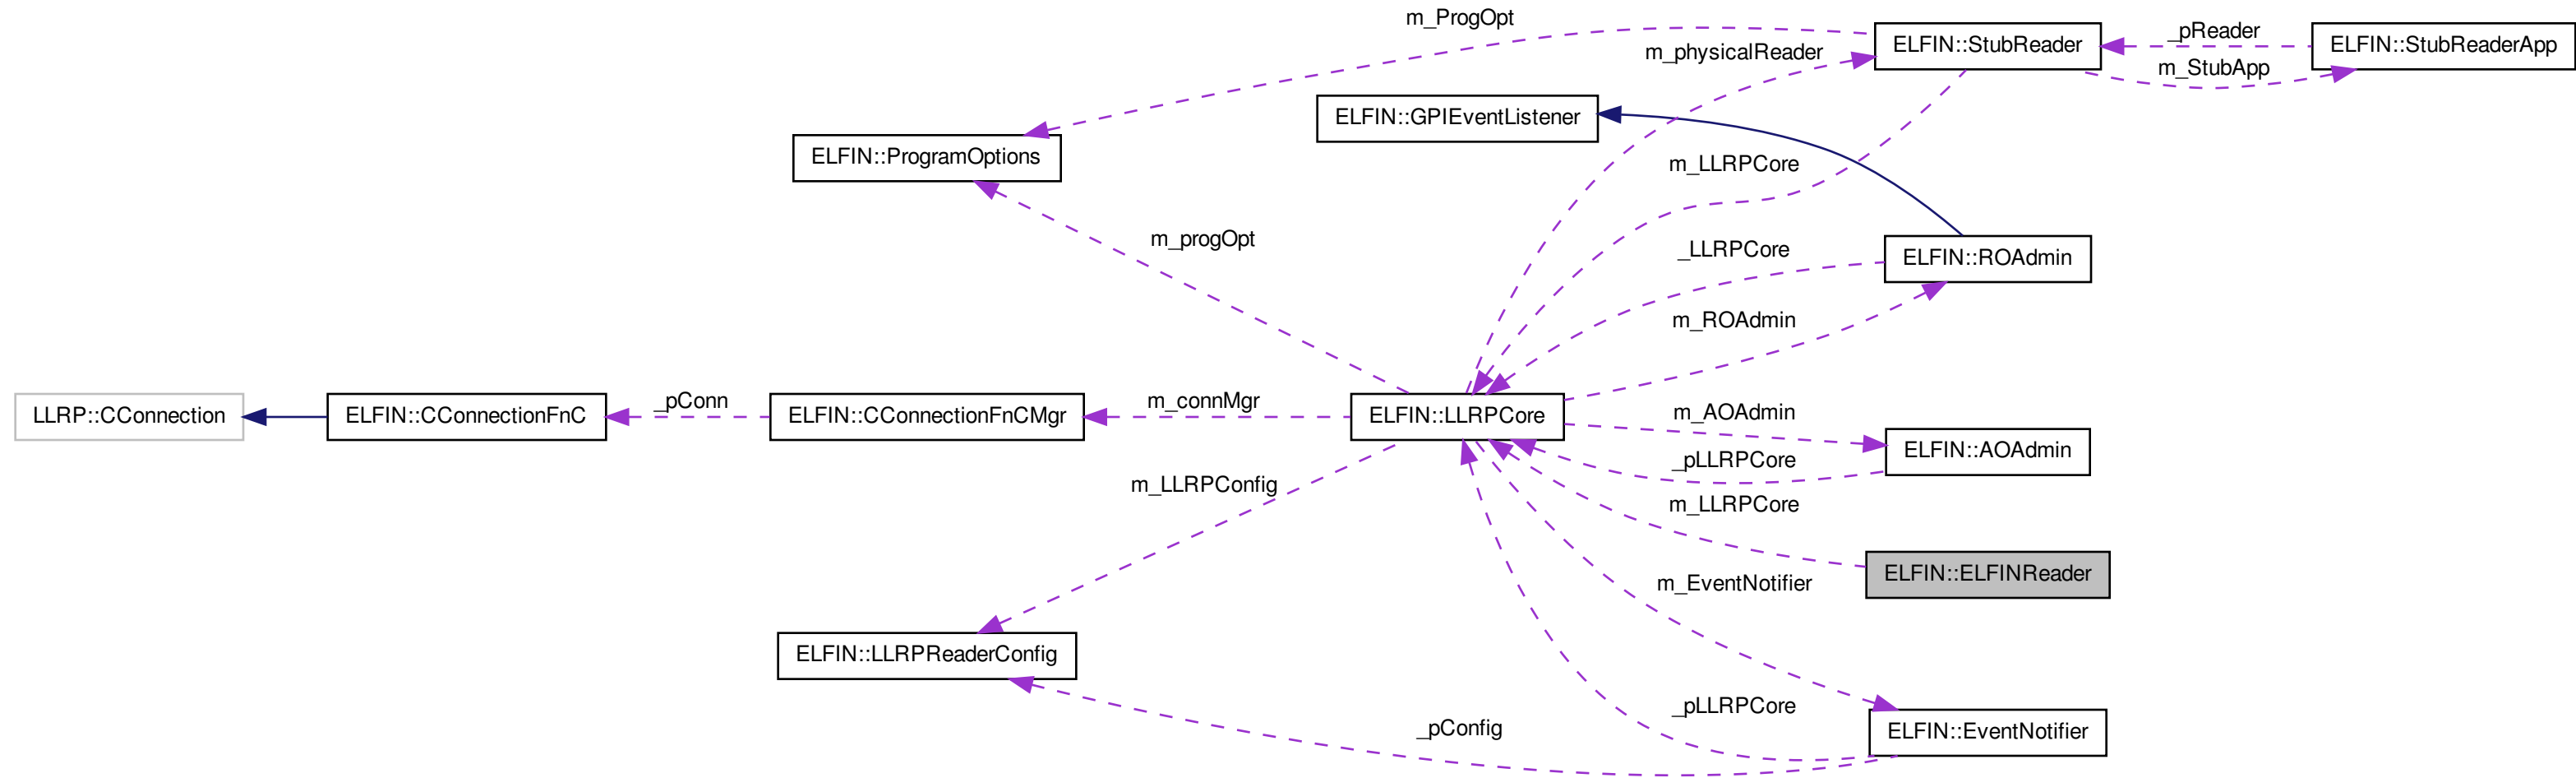 m_ProgOpt
ELFIN::StubReader
_pReader
ELFIN::StubReaderApp
m_physicalReader
m_StubApp
ELFIN::GPIEventListener
ELFIN::ProgramOptions
m_LLRPCore
m_progOpt
_LLRPCore
ELFIN::ROAdmin
m_ROAdmin
LLRP::CConnection
ELFIN::CConnectionFnC
_pConn
ELFIN::CConnectionFnCMgr
m_connMgr
ELFIN::LLRPCore
m_AOAdmin
ELFIN::AOAdmin
_pLLRPCore
m_LLRPConfig
m_LLRPCore
ELFIN::ELFINReader
m_EventNotifier
ELFIN::LLRPReaderConfig
_pLLRPCore
_pConfig
ELFIN::EventNotifier